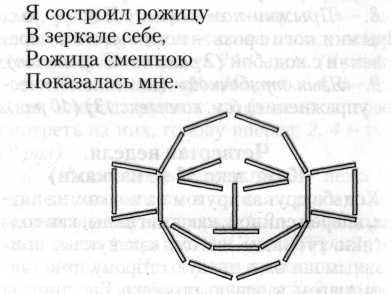 Я состроил рожицу
В зеркале себе,
Рожица смешною
Показалась мне.